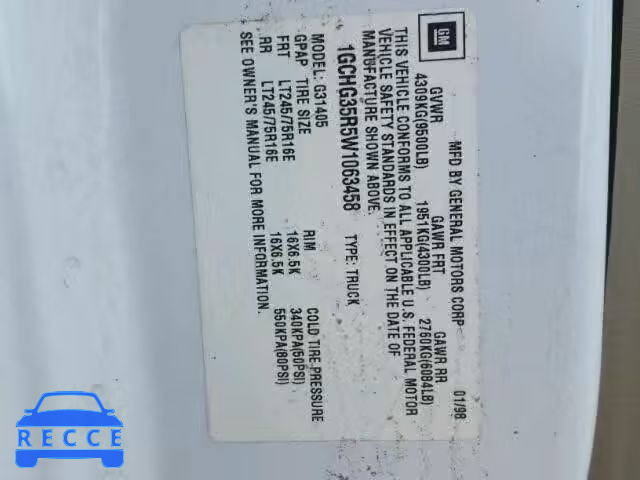 GM
MFD BY GENERAL MOTORS CORP 01/98
GVWR GAWR FRT GAWR RR
4309KG(9500LB) 1951KG(4300LB) 2760KG(6084LB)
THIS VEHICLE CONFORMS TO ALL APPLICABLE U.S. FEDERAL MOTOR
VEHICLE SAFETY STANDARDS IN EFFECT ON THE DATE OF
MANUFACTURE SHOWN ABOVE.
1GCHG35R5W1063458 TYPE: TRUCK
MODEL: G31405
GPAP TIRE SIZE RIM COLD TIRE PRESSURE
FRT LT245/75R16E 16X6.5K 340KPA(50PSI)
RR LT245/75R16E 16X6.5K 550KPA(80PSI)
SEE OWNER'S MANUAL FOR MORE INFORMATION.
RECCE